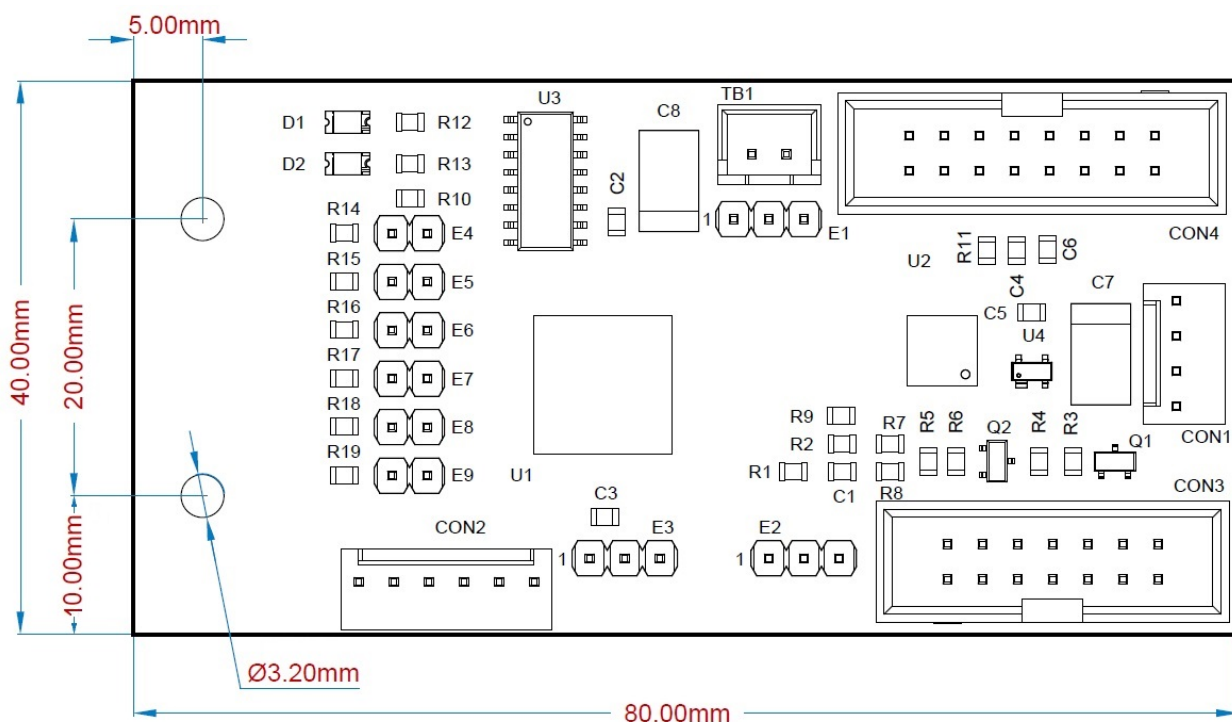 5.00mm
U3
TB1
C8
D1
R12
D2
R13
C2
R10
R14
E4
1
E1
CON4
R15
E5
U2
R11
C4
C6
R16
E6
C5
C7
U4
R17
E7
R18
E8
R9
R7
R5
R6
Q2
R4
R3
Q1
CON1
R2
R19
E9
U1
R1
C1
R8
CON3
C3
CON2
E3
E2
1
1
40.00mm
20.00mm
10.00mm
Ø3.20mm
80.00mm